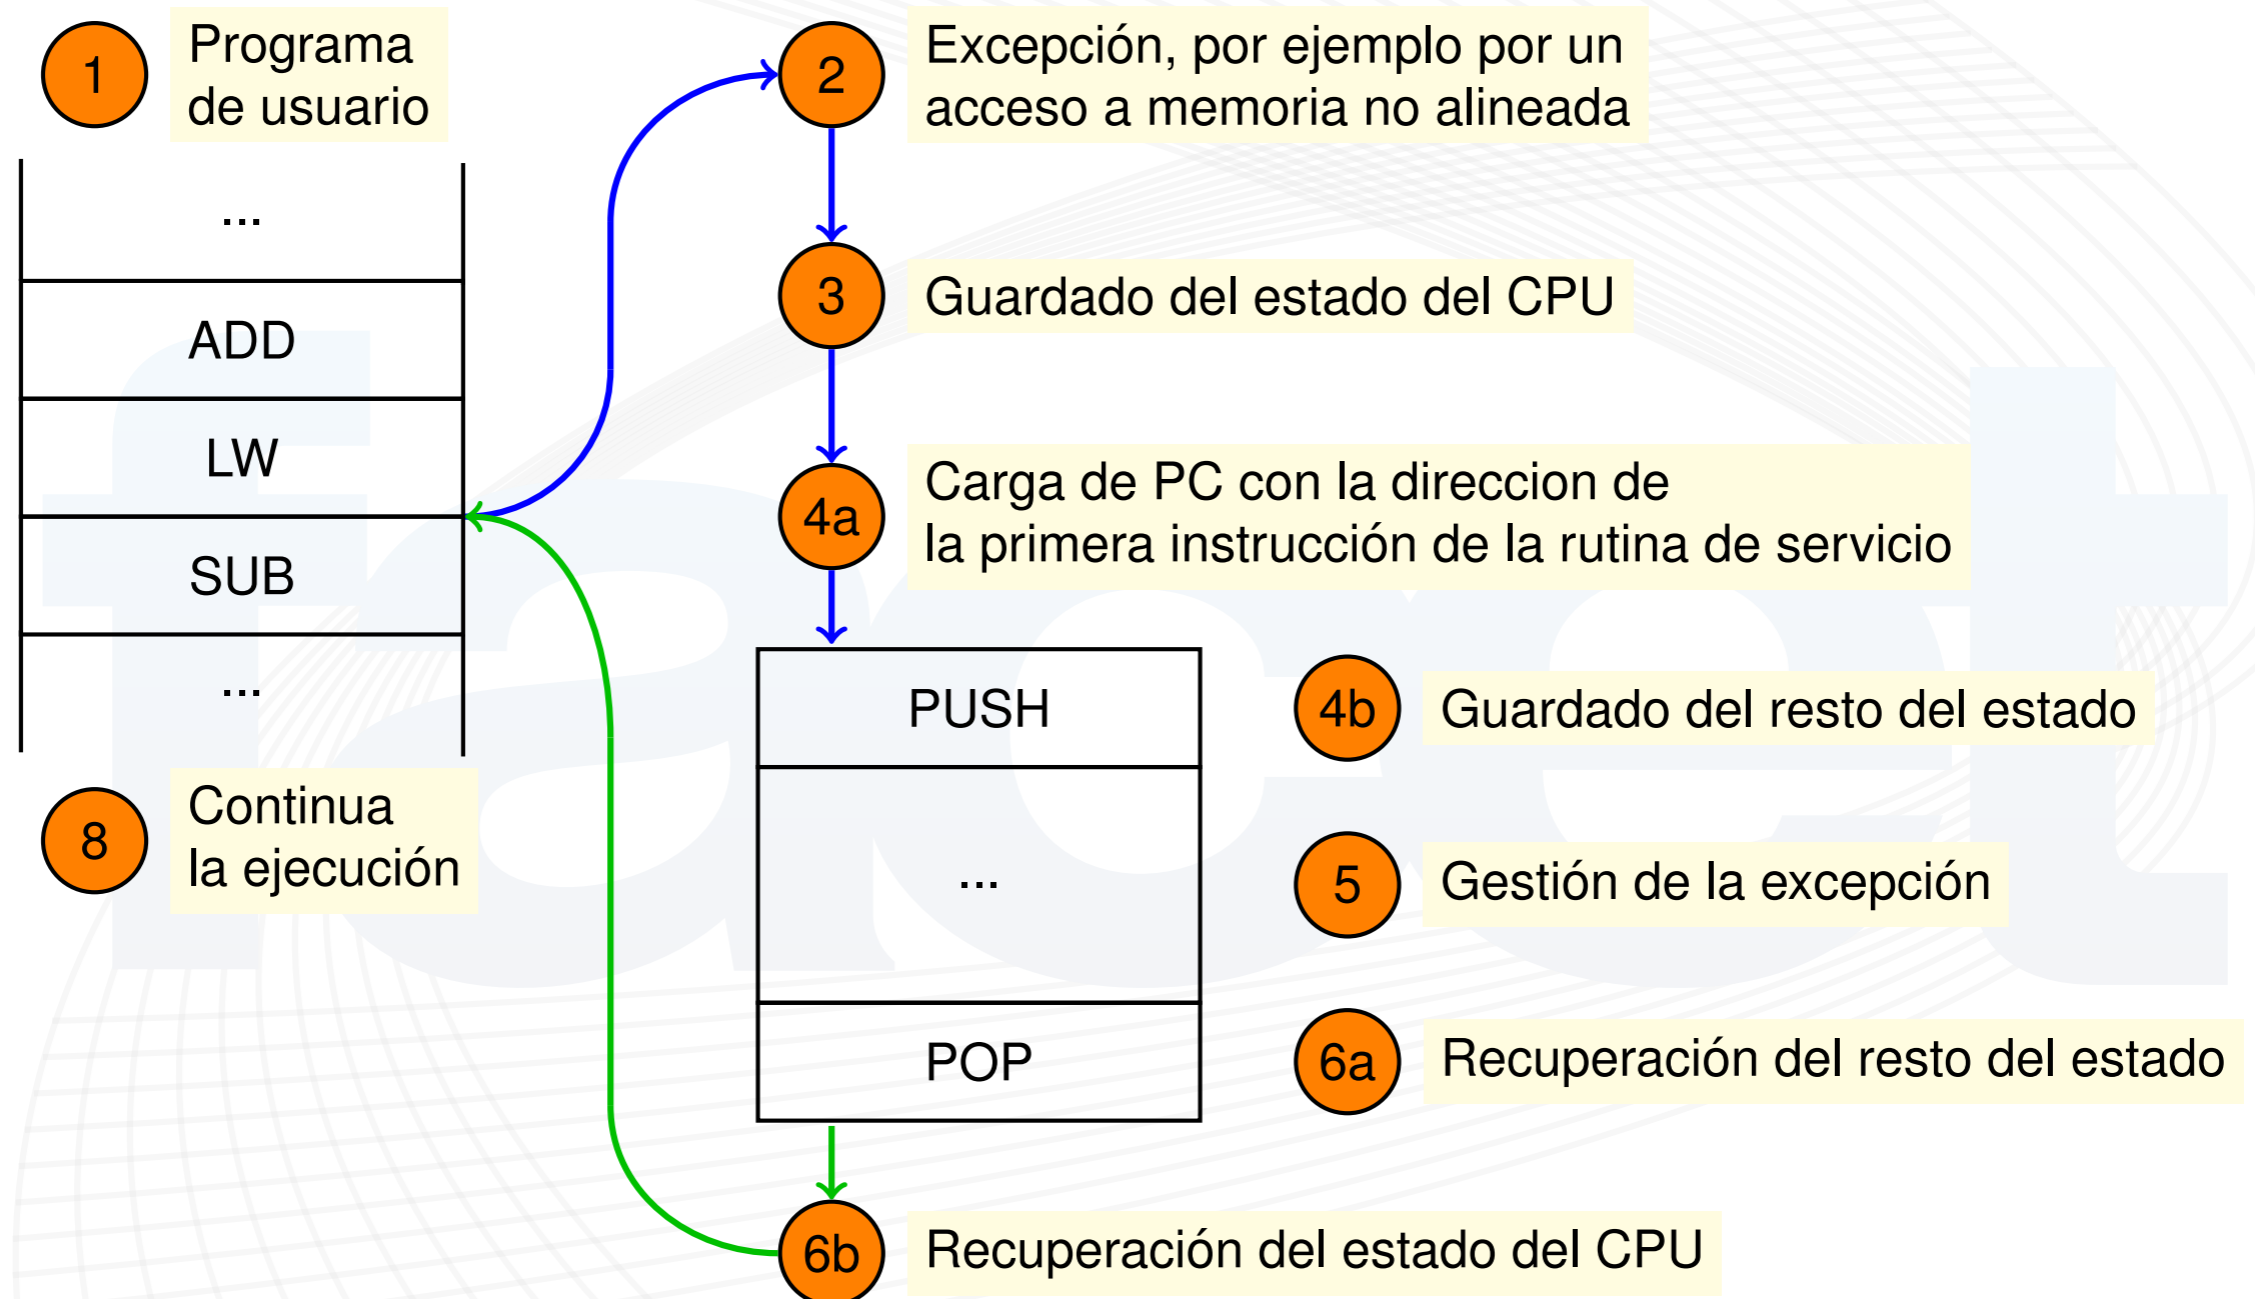 1
Programa
de usuario
...
ADD
LW
SUB
...
8
Continua
la ejecución
2
Excepción, por ejemplo por un
acceso a memoria no alineada
3
Guardado del estado del CPU
4a
Carga de PC con la direccion de
la primera instrucción de la rutina de servicio
PUSH
4b
Guardado del resto del estado
...
5
Gestión de la excepción
POP
6a
Recuperación del resto del estado
6b
Recuperación del estado del CPU
facet